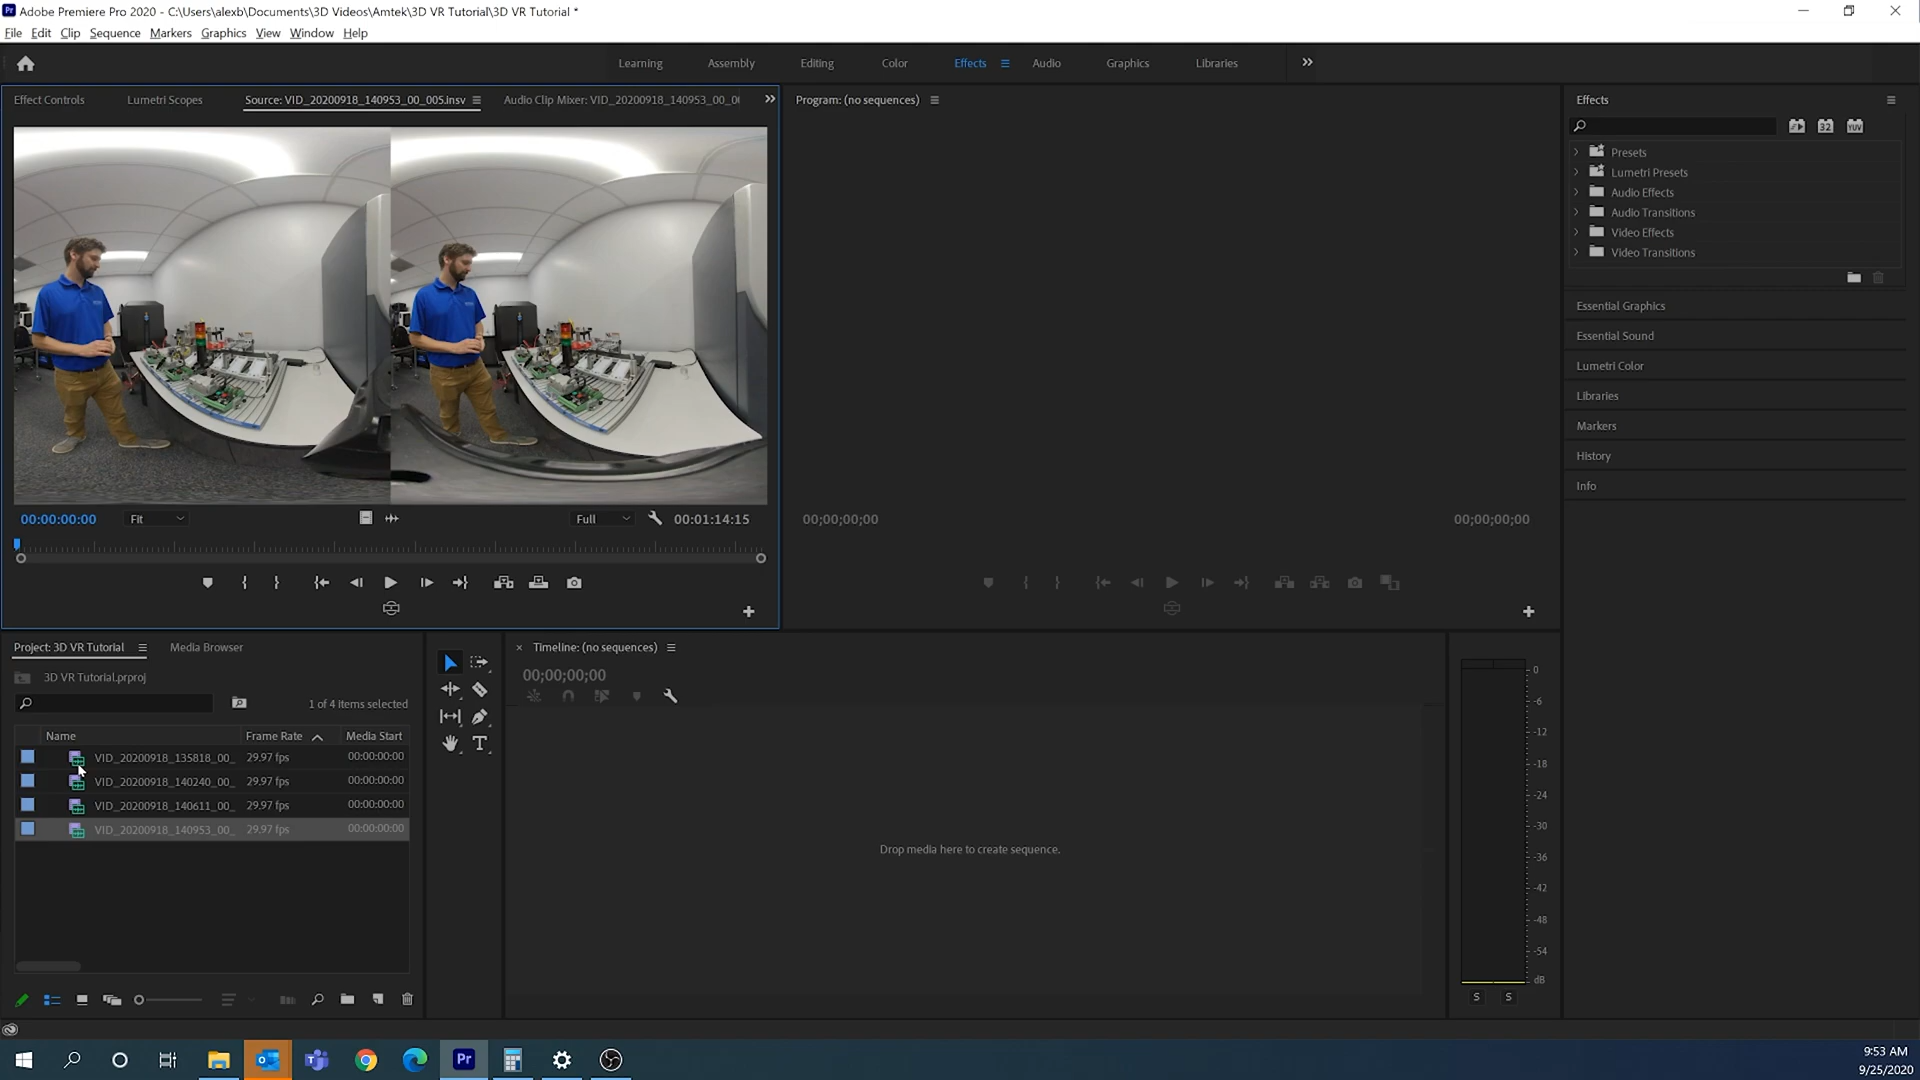 Adobe Premiere Pro 2020 - C:\Users\alexb\Documents\3D Videos\Amtek\3D VR Tutorial\3D VR Tutorial *
File Edit Clip Sequence Markers Graphics View Window Help
Learning Assembly Editing Color Effects Audio Graphics Libraries
Effect Controls Lumetri Scopes Source: VID_20200918_140953_00_005.insv Audio Clip Mixer: VID_20200918_140953_00_0
Program: (no sequences)
Effects
32 YUV
Presets
Lumetri Presets
Audio Effects
Audio Transitions
Video Effects
Video Transitions
Essential Graphics
Essential Sound
Lumetri Color
Libraries
Markers
History
Info
00:00:00:00 Fit Full 00:01:14:15
00;00;00;00 00;00;00;00
Project: 3D VR Tutorial Media Browser
3D VR Tutorial.prproj
1 of 4 items selected
Name Frame Rate Media Start
VID_20200918_135818_00_ 29.97 fps 00:00:00:00
VID_20200918_140240_00_ 29.97 fps 00:00:00:00
VID_20200918_140611_00_ 29.97 fps 00:00:00:00
VID_20200918_140953_00_ 29.97 fps 00:00:00:00
Timeline: (no sequences)
00;00;00;00
Drop media here to create sequence.
0
-6
-12
-18
-24
-30
-36
-42
-48
-54
dB
S S
9:53 AM
9/25/2020